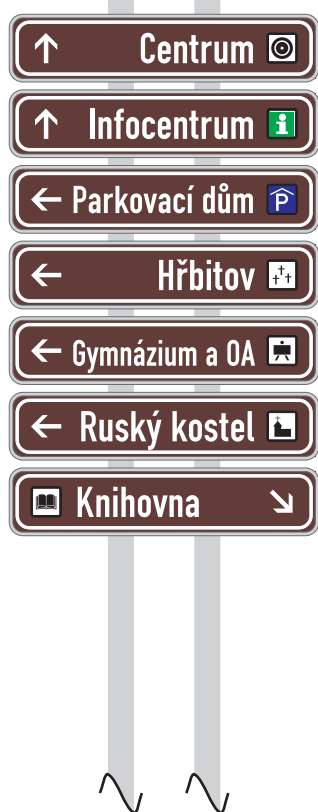 ↑ Centrum
↑ Infocentrum i
← Parkovací dům P
← Hřbitov
← Gymnázium a OA
← Ruský kostel
Knihovna ↘